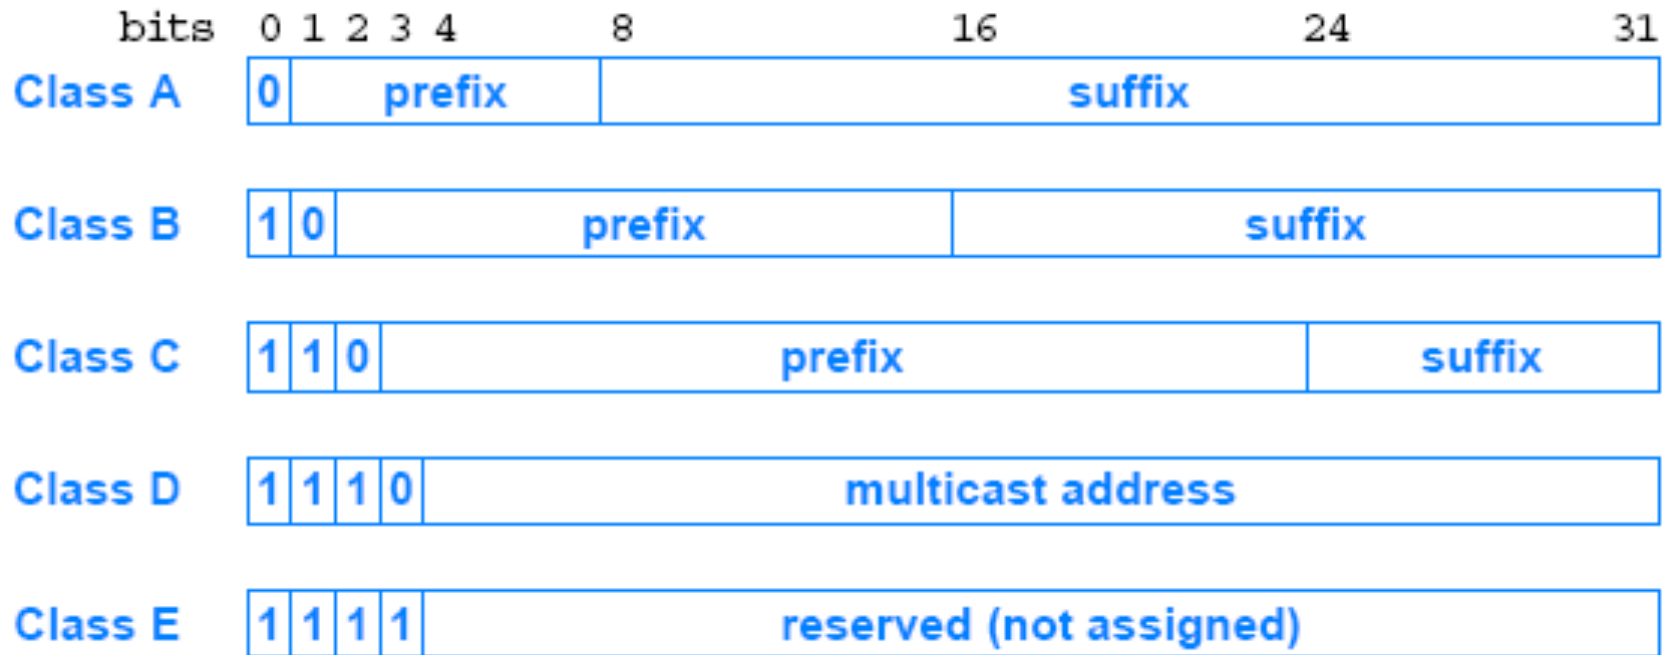 bits 0 1 2 3 4 8 16 24 31
Class A 0 prefix suffix
Class B 1 0 prefix suffix
Class C 1 1 0 prefix suffix
Class D 1 1 1 0 multicast address
Class E 1 1 1 1 reserved (not assigned)